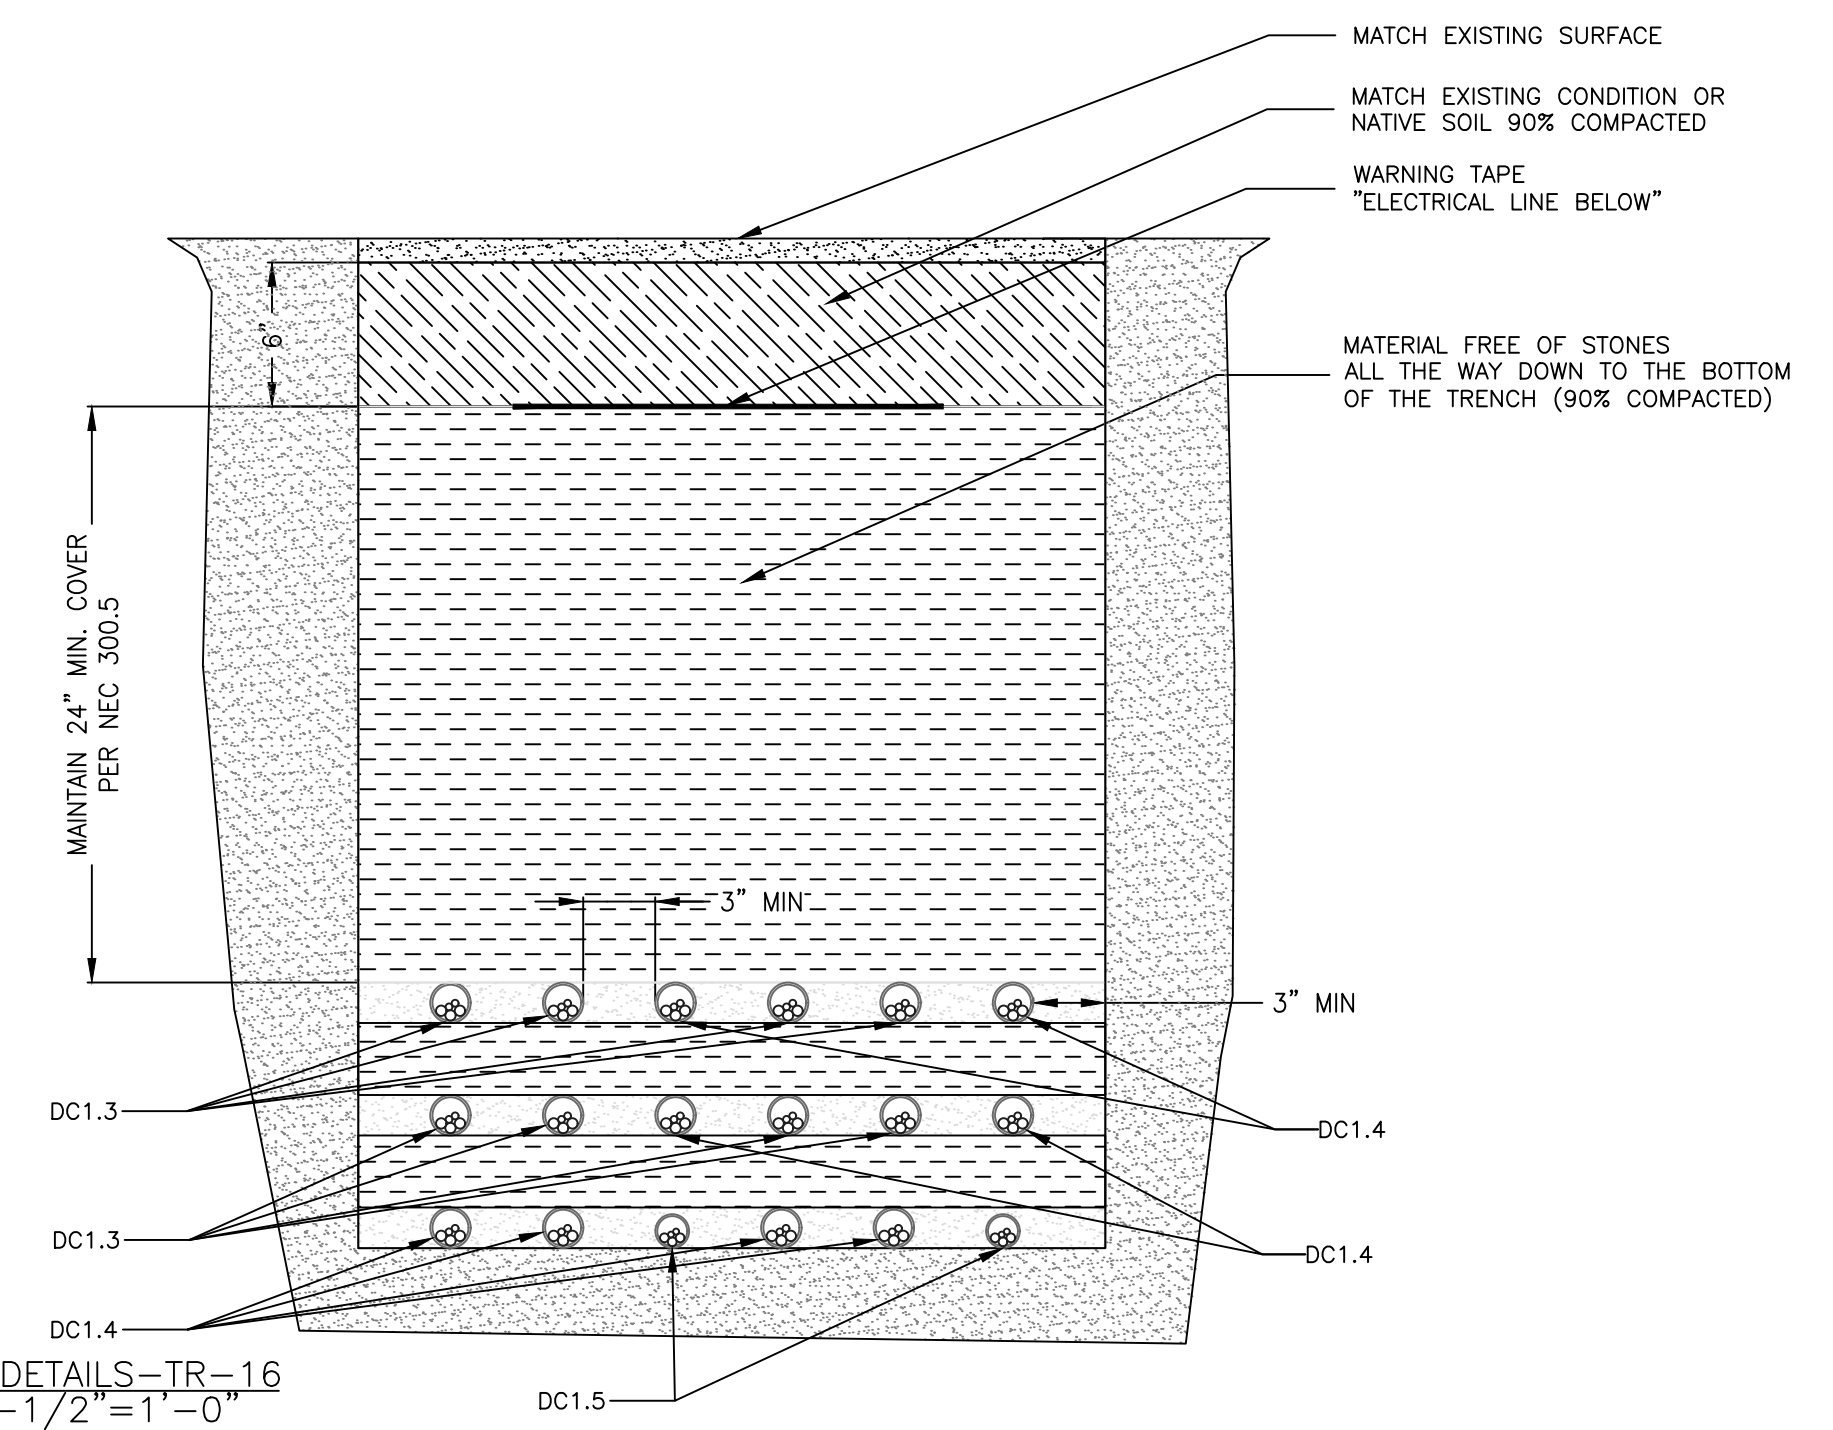 MATCH EXISTING SURFACE
MATCH EXISTING CONDITION OR
NATIVE SOIL 90% COMPACTED
WARNING TAPE
"ELECTRICAL LINE BELOW"
6"
MATERIAL FREE OF STONES
ALL THE WAY DOWN TO THE BOTTOM
OF THE TRENCH (90% COMPACTED)
MAINTAIN 24" MIN. COVER
PER NEC 300.5
3" MIN
3" MIN
DC1.3
DC1.4
DC1.3
DC1.4
DC1.4
DC1.5
DETAILS-TR-16
-1/2"=1'-0"